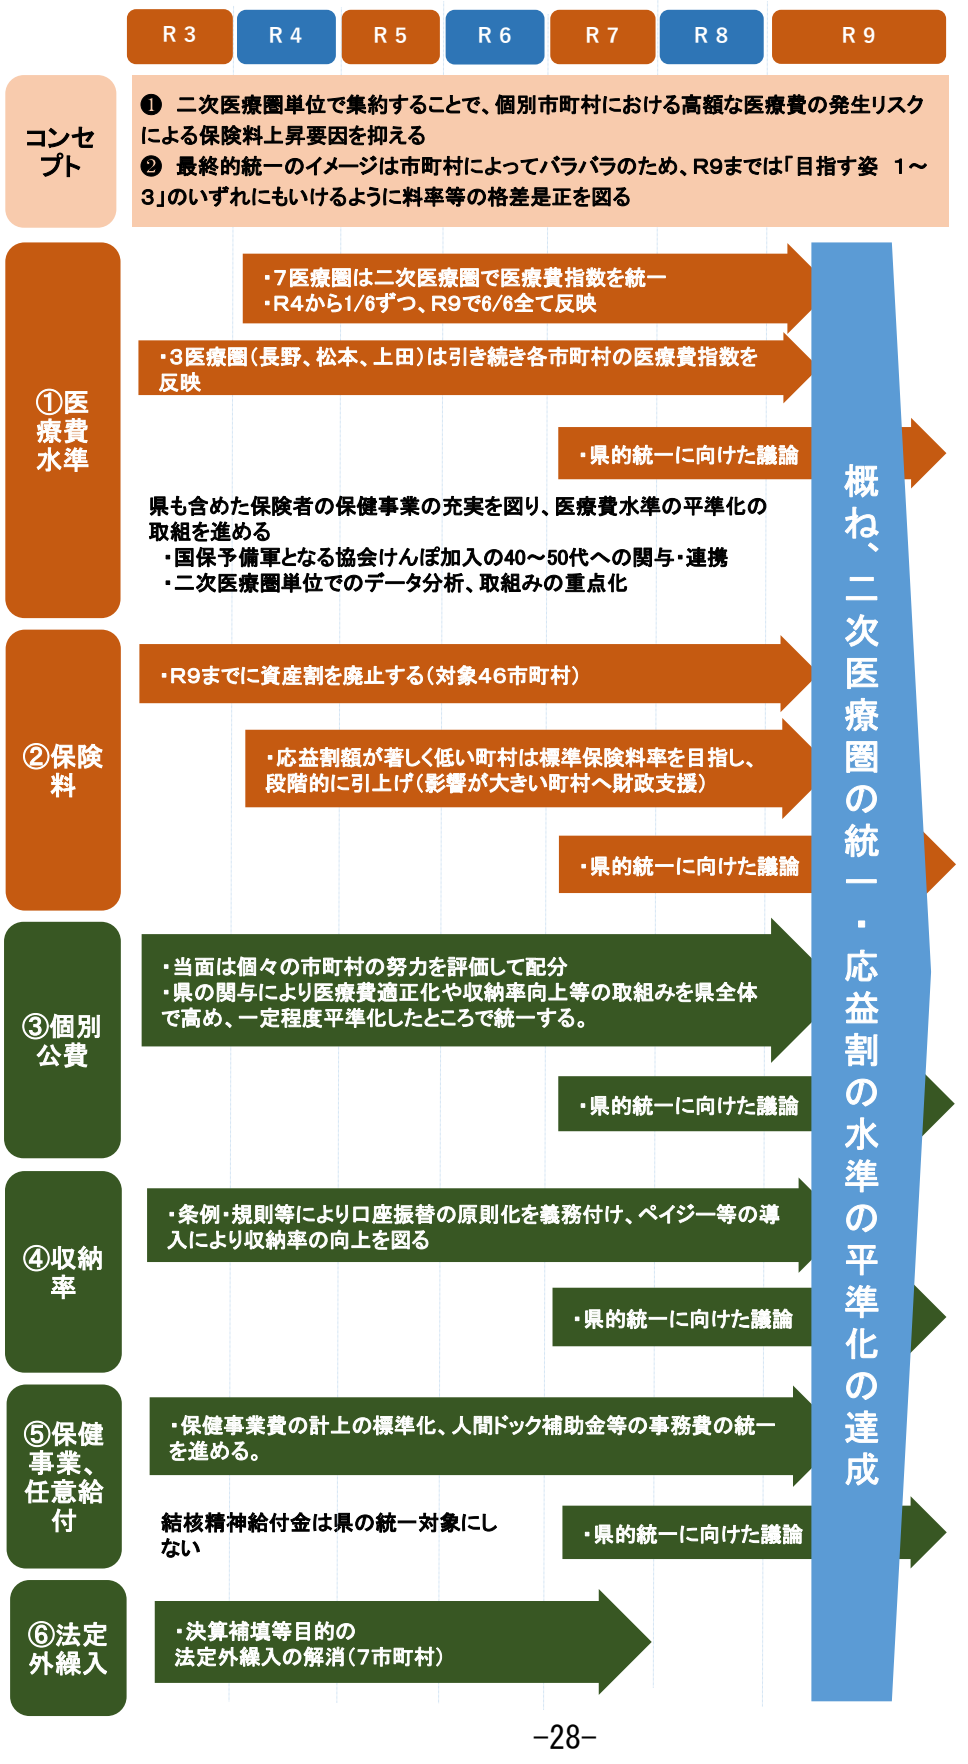 R 3
R 4
R 5
R 6
R 7
R 8
R 9
コンセ
プト
❶　二次医療圏単位で集約することで、個別市町村における高額な医療費の発生リスク
による保険料上昇要因を抑える
❷　最終的統一のイメージは市町村によってバラバラのため、R9までは「目指す姿　1～
3」のいずれにもいけるように料率等の格差是正を図る
①医
療費
水準
・7医療圏は二次医療圏で医療費指数を統一
・R4から1/6ずつ、R9で6/6全て反映
・3医療圏（長野、松本、上田）は引き続き各市町村の医療費指数を
反映
・県的統一に向けた議論
県も含めた保険者の保健事業の充実を図り、医療費水準の平準化の
取組を進める
・国保予備軍となる協会けんぽ加入の40～50代への関与・連携
・二次医療圏単位でのデータ分析、取組みの重点化
②保険
料
・R9までに資産割を廃止する（対象46市町村）
・応益割額が著しく低い町村は標準保険料率を目指し、
段階的に引上げ（影響が大きい町村へ財政支援）
・県的統一に向けた議論
③個別
公費
・当面は個々の市町村の努力を評価して配分
・県の関与により医療費適正化や収納率向上等の取組みを県全体
で高め、一定程度平準化したところで統一する。
・県的統一に向けた議論
④収納
率
・条例・規則等により口座振替の原則化を義務付け、ペイジー等の導
入により収納率の向上を図る
・県的統一に向けた議論
⑤保健
事業、
任意給
付
・保健事業費の計上の標準化、人間ドック補助金等の事務費の統一
を進める。
結核精神給付金は県の統一対象にし
ない
・県的統一に向けた議論
⑥法定
外繰入
・決算補填等目的の
法定外繰入の解消（7市町村）
概ね、二次医療圏の統一・応益割の水準の平準化の達成
−28−